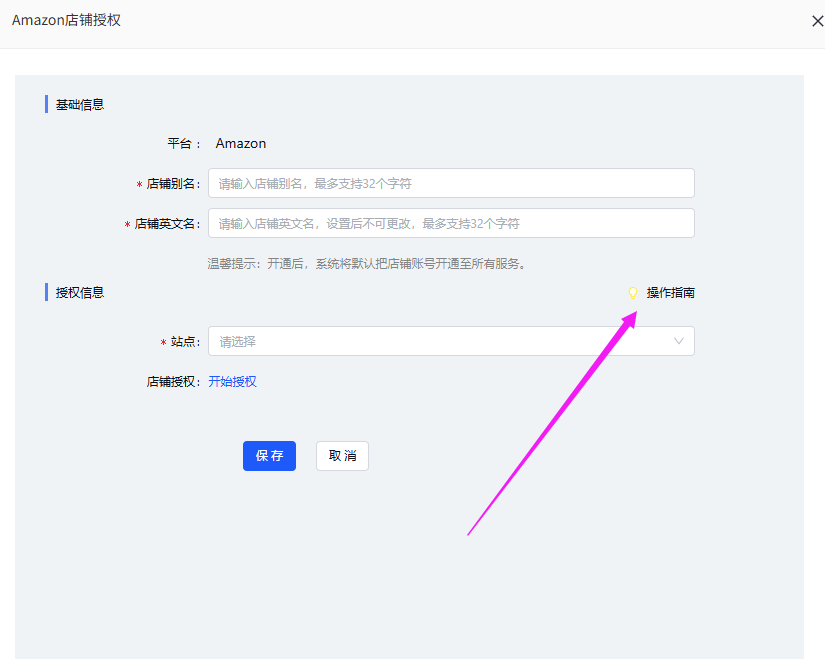 Amazon店铺授权
基础信息
平台： Amazon
* 店铺别名： 请输入店铺别名，最多支持32个字符
* 店铺英文名： 请输入店铺英文名，设置后不可更改，最多支持32个字符
温馨提示：开通后，系统将默认把店铺账号开通至所有服务。
授权信息 操作指南
* 站点： 请选择
店铺授权： 开始授权
保 存 取 消